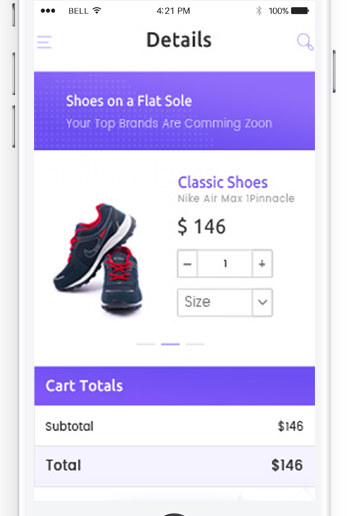 BELL 4:21 PM 100%
Details
Shoes on a Flat Sole
Your Top Brands Are Comming Zoon
Classic Shoes
Nike Air Max 1Pinnacle
$ 146
- 1 +
Size
Cart Totals
Subtotal $146
Total $146